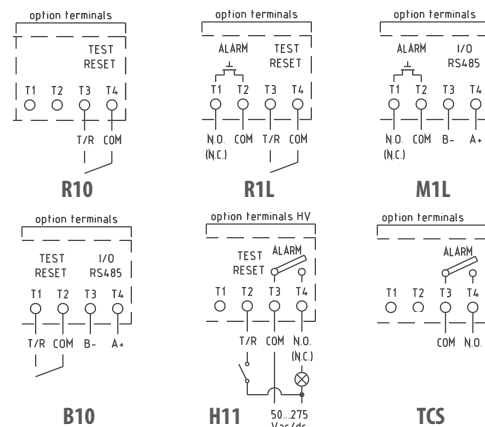 option terminals
TEST
RESET
T1 T2 T3 T4
T/R COM
R10
option terminals
ALARM TEST
RESET
T1 T2 T3 T4
N.O. COM T/R COM
(N.C.)
R1L
option terminals
ALARM I/O
RS485
T1 T2 T3 T4
N.O. COM B- A+
(N.C.)
M1L
option terminals
TEST I/O
RESET RS485
T1 T2 T3 T4
T/R COM B- A+
B10
option terminals HV
TEST ALARM
RESET
T1 T2 T3 T4
T/R COM N.O.
(N.C.)
50...275
Vac/dc
H11
option terminals
ALARM
T1 T2 T3 T4
COM N.O.
TCS